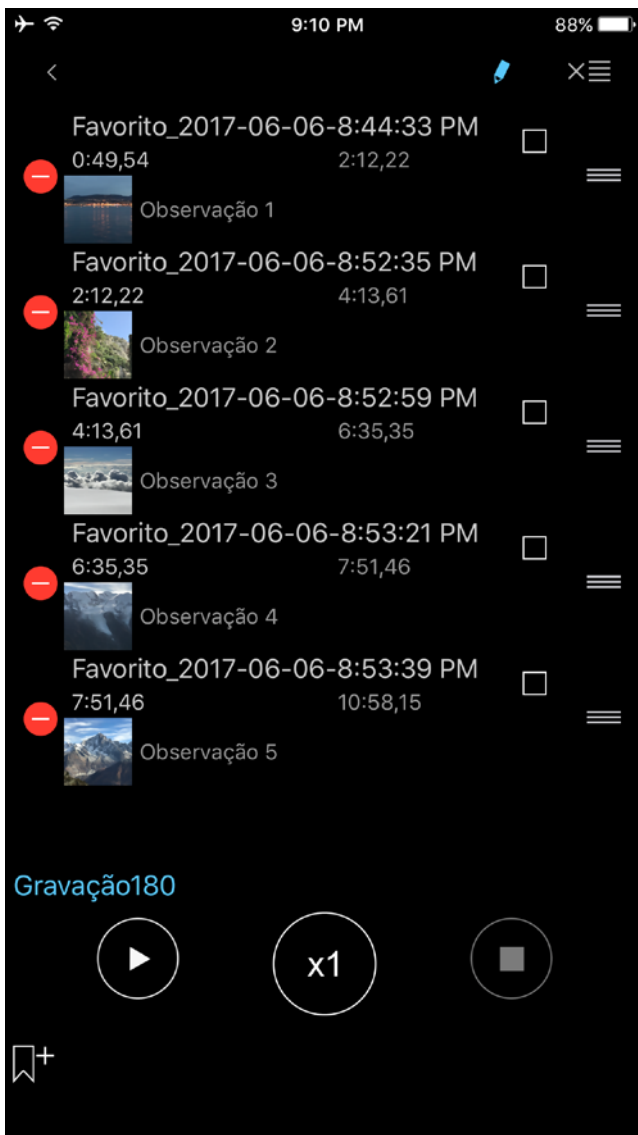 9:10 PM 88%
Favorito_2017-06-06-8:44:33 PM
0:49,54 2:12,22
Observação 1
Favorito_2017-06-06-8:52:35 PM
2:12,22 4:13,61
Observação 2
Favorito_2017-06-06-8:52:59 PM
4:13,61 6:35,35
Observação 3
Favorito_2017-06-06-8:53:21 PM
6:35,35 7:51,46
Observação 4
Favorito_2017-06-06-8:53:39 PM
7:51,46 10:58,15
Observação 5
Gravação180
x1